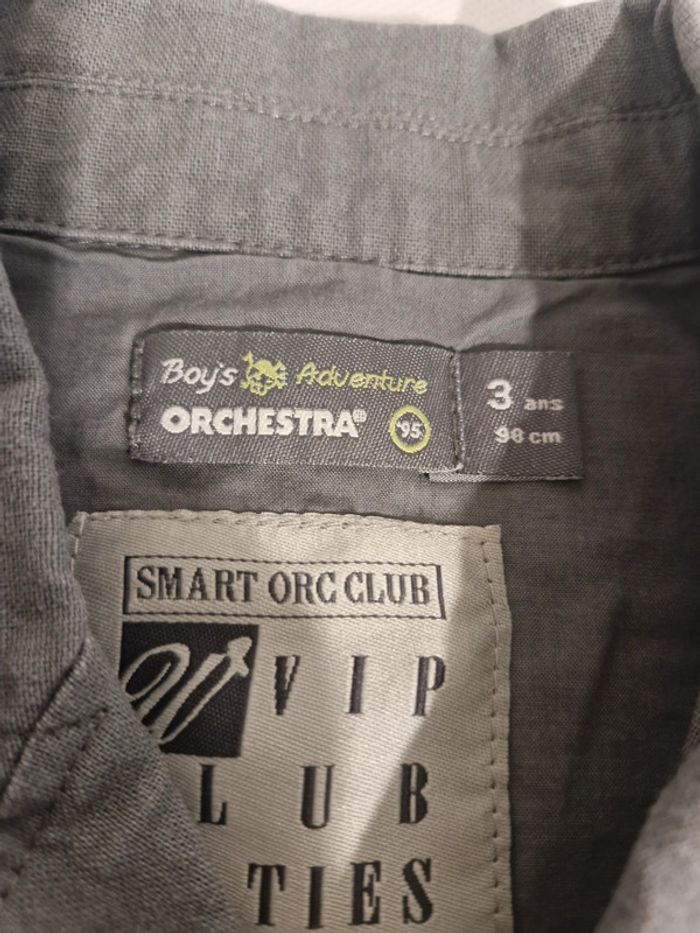 Boy's Adventure
ORCHESTRA® '95
3 ans
98 cm
SMART ORC CLUB
VIP
LUB
TIES